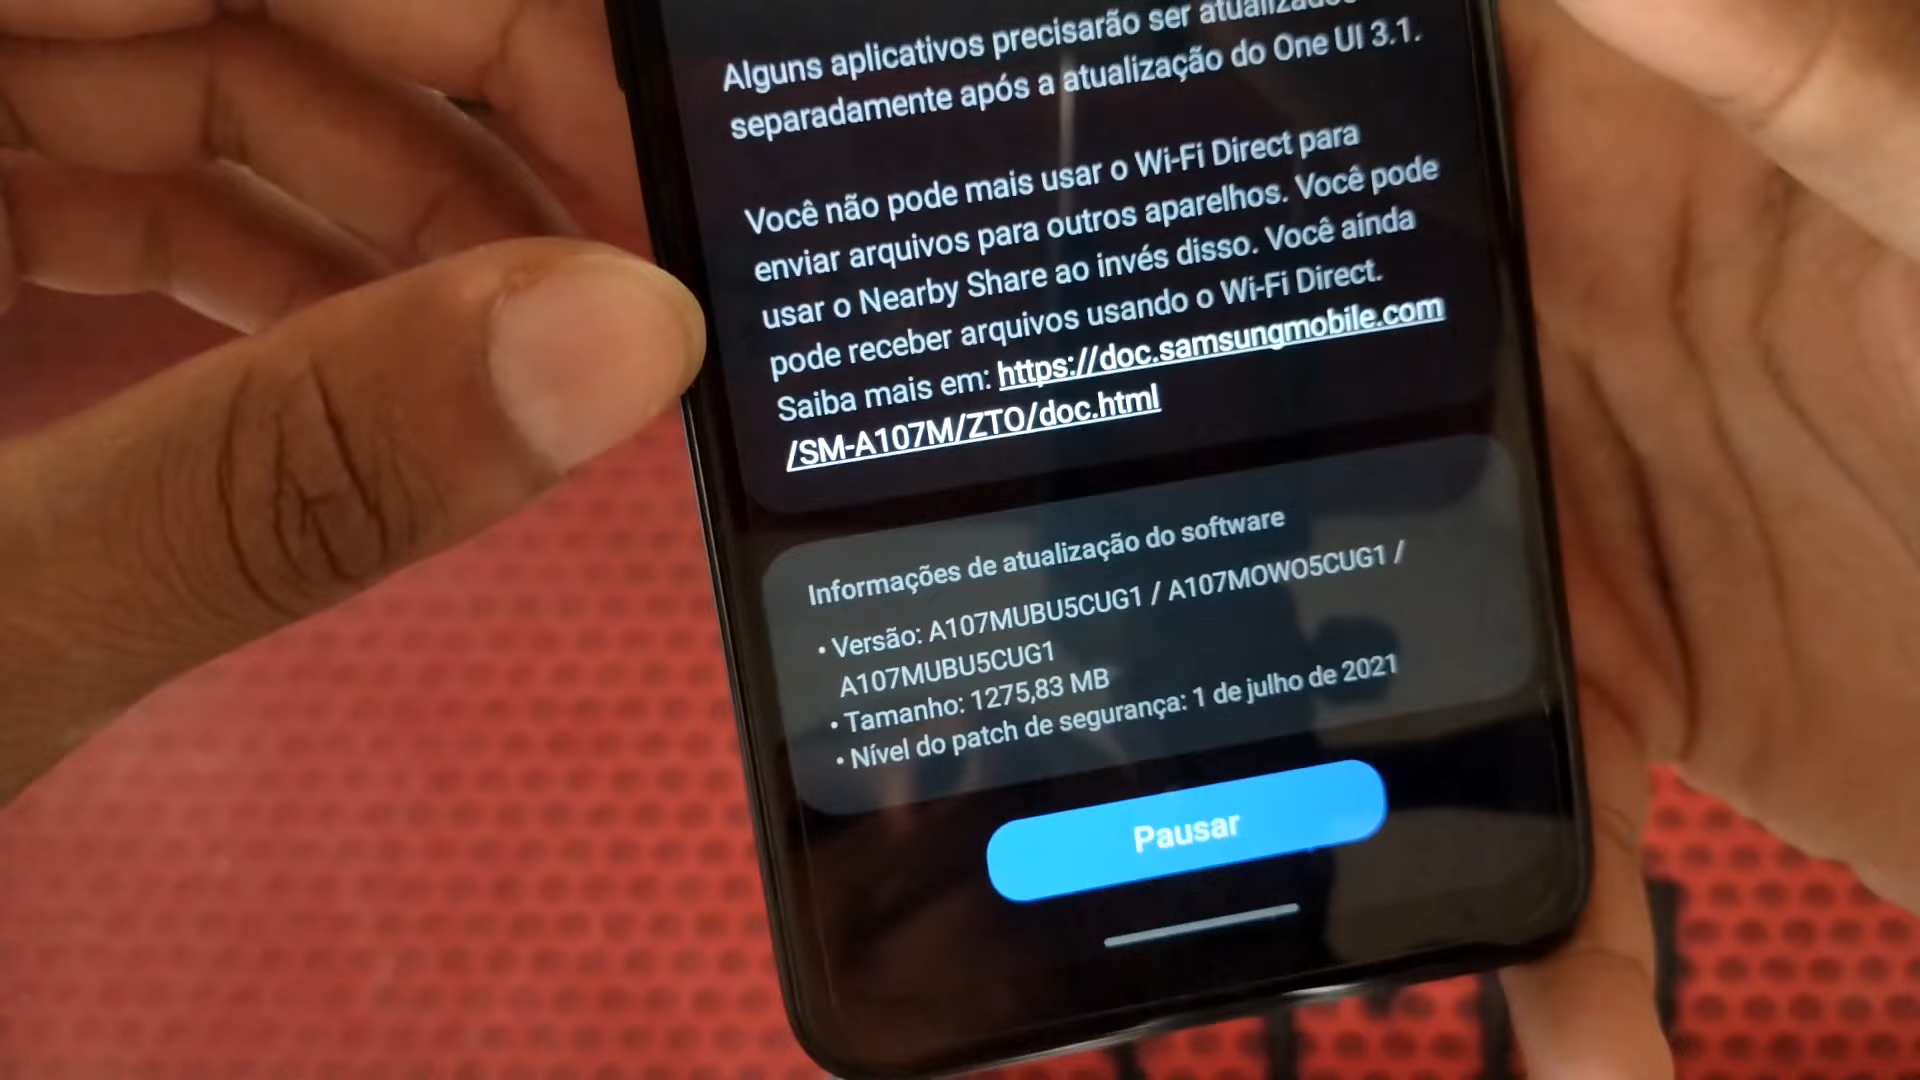 Alguns aplicativos precisarão ser atualizados
separadamente após a atualização do One UI 3.1.
Você não pode mais usar o Wi-Fi Direct para
enviar arquivos para outros aparelhos. Você pode
usar o Nearby Share ao invés disso. Você ainda
pode receber arquivos usando o Wi-Fi Direct.
Saiba mais em: https://doc.samsungmobile.com
/SM-A107M/ZTO/doc.html
Informações de atualização do software
• Versão: A107MUBU5CUG1 / A107MOWO5CUG1 /
A107MUBU5CUG1
• Tamanho: 1275,83 MB
• Nível do patch de segurança: 1 de julho de 2021
Pausar